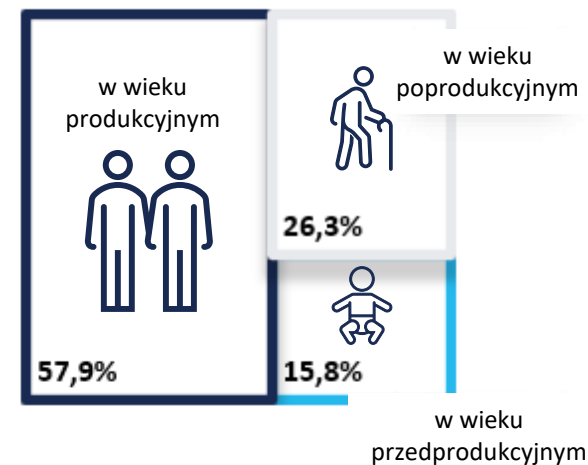 w wieku
produkcyjnym
57,9%
w wieku
poprodukcyjnym
26,3%
15,8%
w wieku
przedprodukcyjnym